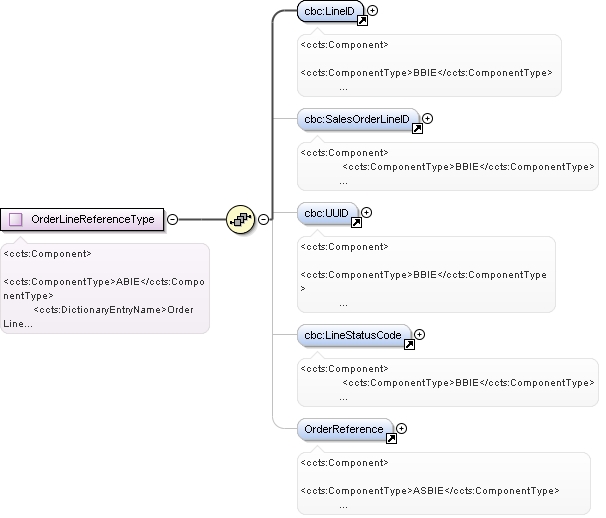 cbc:LineID
<ccts:Component>
<ccts:ComponentType>BBIE</ccts:ComponentType>
...
cbc:SalesOrderLineID
<ccts:Component>
<ccts:ComponentType>BBIE</ccts:ComponentType>
...
OrderLineReferenceType
<ccts:Component>
<ccts:ComponentType>ABIE</ccts:Compo
nentType>
<ccts:DictionaryEntryName>Order
Line...
cbc:UUID
<ccts:Component>
<ccts:ComponentType>BBIE</ccts:ComponentType
>
...
cbc:LineStatusCode
<ccts:Component>
<ccts:ComponentType>BBIE</ccts:ComponentType>
...
OrderReference
<ccts:Component>
<ccts:ComponentType>ASBIE</ccts:ComponentType>
...